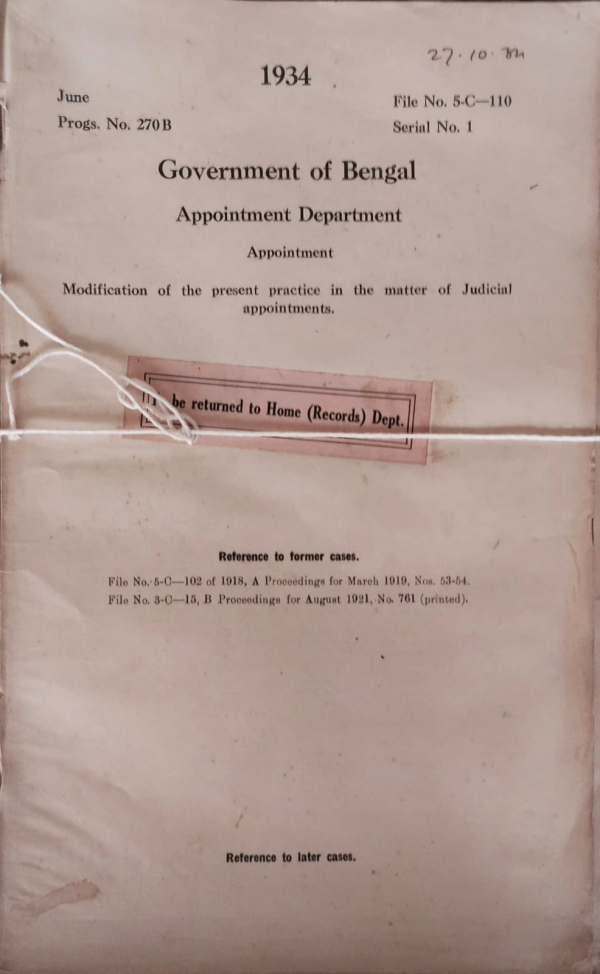 27.10.34
1934
June
File No. 5-C—110
Progs. No. 270 B
Serial No. 1
Government of Bengal
Appointment Department
Appointment
Modification of the present practice in the matter of Judicial
appointments.
be returned to Home (Records) Dept.
Reference to former cases.
File No. 5-C—102 of 1918, A Proceedings for March 1919, Nos. 53-54.
File No. 3-C—15, B Proceedings for August 1921, No. 761 (printed).
Reference to later cases.